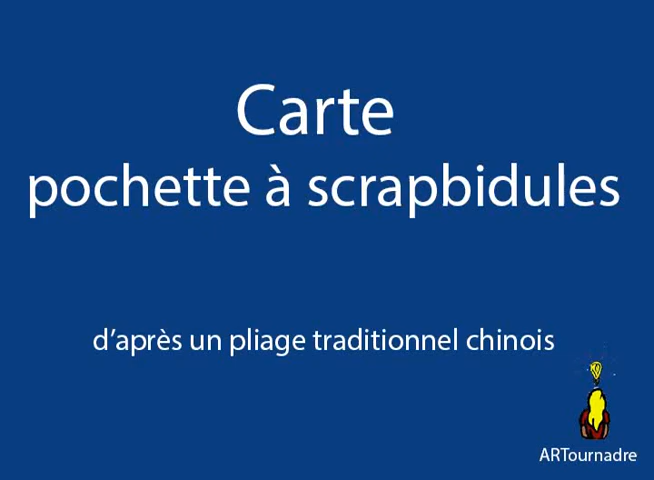 Carte
pochette à scrapbidules
d’après un pliage traditionnel chinois
ARTournadre